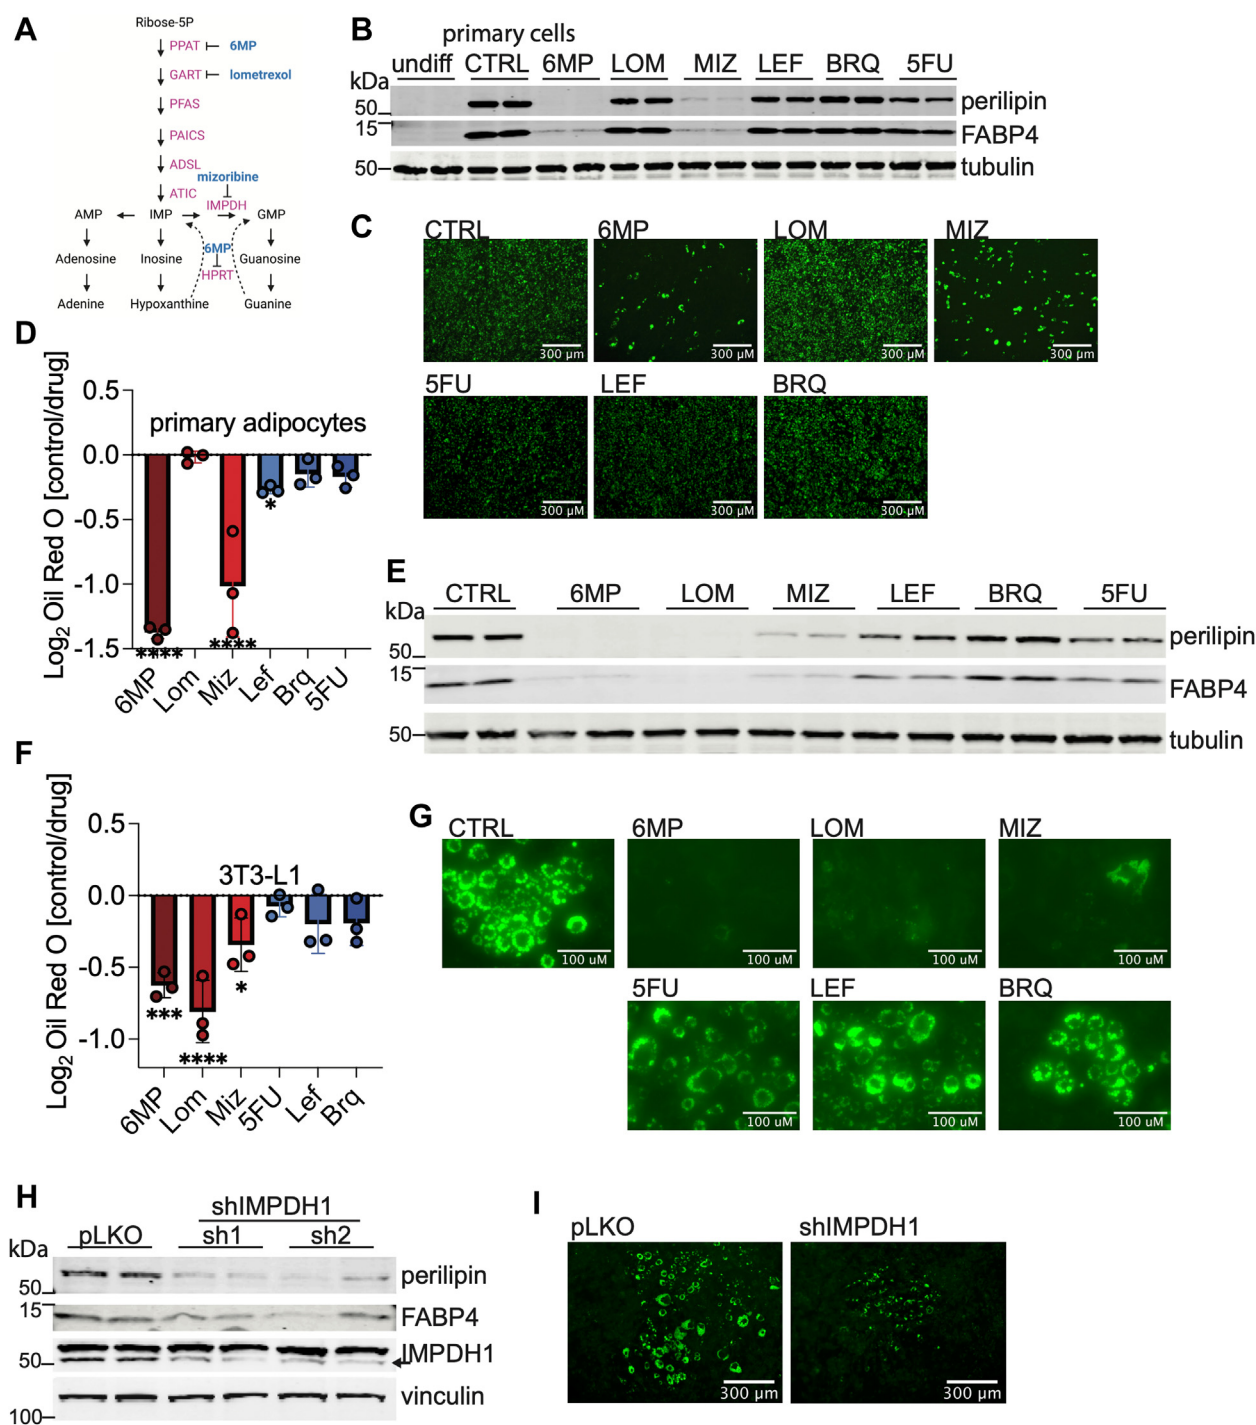 A
Ribose-5P
PPAT 6MP
GART lometrexol
PFAS
PAICS
ADSL
mizoribine
ATIC
IMPDH
AMP IMP GMP
6MP
Adenosine Inosine Guanosine
HPRT
Adenine Hypoxanthine Guanine
B
primary cells
undiff CTRL 6MP LOM MIZ LEF BRQ 5FU
kDa
50 perilipin
15 FABP4
50 tubulin
C
CTRL 6MP LOM MIZ
300 μM 300 μM 300 μM 300 μm
5FU LEF BRQ
300 μM 300 μM 300 μM
D
Log2 Oil Red O [control/drug]
primary adipocytes
0.5
0.0
-0.5
-1.0
-1.5
*
**** ****
6MP Lom Miz Lef Brq 5FU
E
CTRL 6MP LOM MIZ LEF BRQ 5FU
kDa
50 perilipin
15 FABP4
50 tubulin
F
Log2 Oil Red O [control/drug]
3T3-L1
0.5
0.0
-0.5
-1.0
*** **** *
6MP Lom Miz 5FU Lef Brq
G
CTRL 6MP LOM MIZ
100 uM 100 uM 100 uM 100 uM
5FU LEF BRQ
100 uM 100 uM 100 uM
H
shIMPDH1
pLKO sh1 sh2
kDa
50 perilipin
15 FABP4
50 IMPDH1
vinculin
100
I
pLKO shIMPDH1
300 μm 300 μm